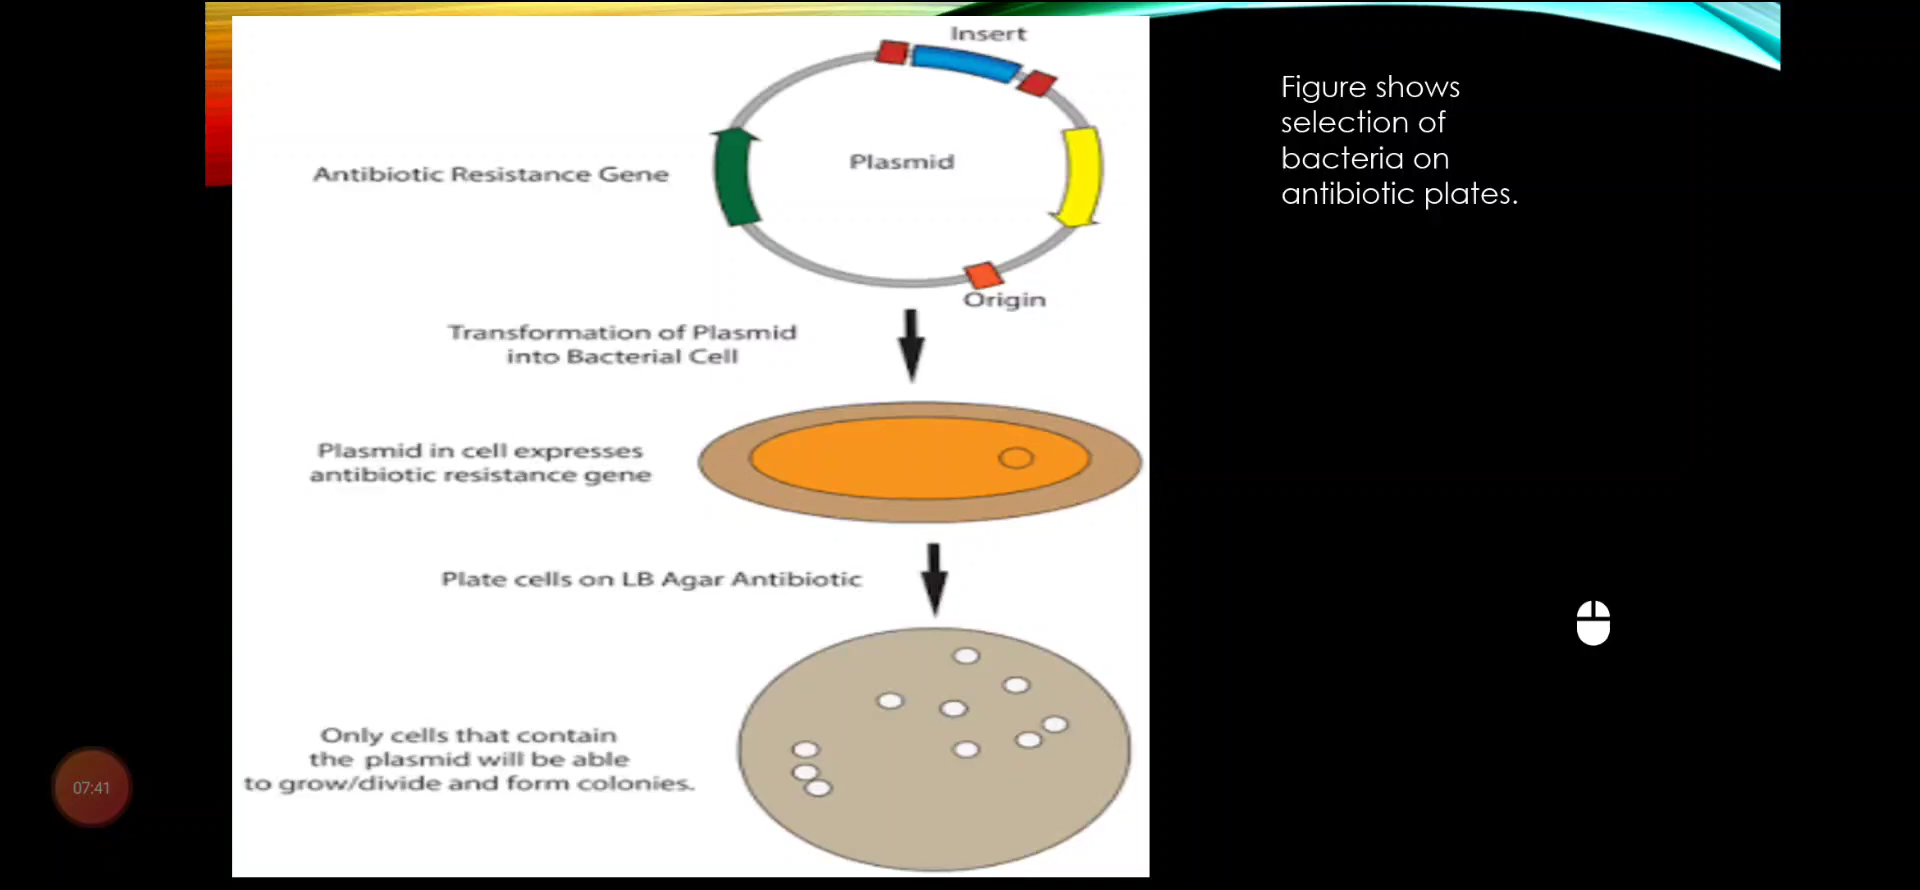 Insert
Antibiotic Resistance Gene
Plasmid
Origin
Transformation of Plasmid
into Bacterial Cell
Plasmid in cell expresses
antibiotic resistance gene
Plate cells on LB Agar Antibiotic
Only cells that contain
the plasmid will be able
to grow/divide and form colonies.
Figure shows
selection of
bacteria on
antibiotic plates.
07:41